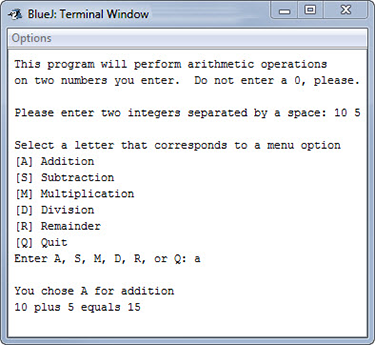 BlueJ: Terminal Window
Options
This program will perform arithmetic operations
on two numbers you enter.  Do not enter a 0, please.
Please enter two integers separated by a space: 10 5
Select a letter that corresponds to a menu option
[A] Addition
[S] Subtraction
[M] Multiplication
[D] Division
[R] Remainder
[Q] Quit
Enter A, S, M, D, R, or Q: a
You chose A for addition
10 plus 5 equals 15